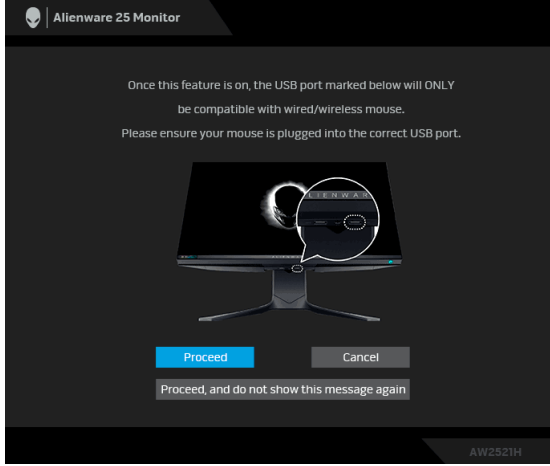 Alienware 25 Monitor
Once this feature is on, the USB port marked below will ONLY
be compatible with wired/wireless mouse.
Please ensure your mouse is plugged into the correct USB port.
LIENWAR
Proceed
Cancel
Proceed, and do not show this message again
AW2521H